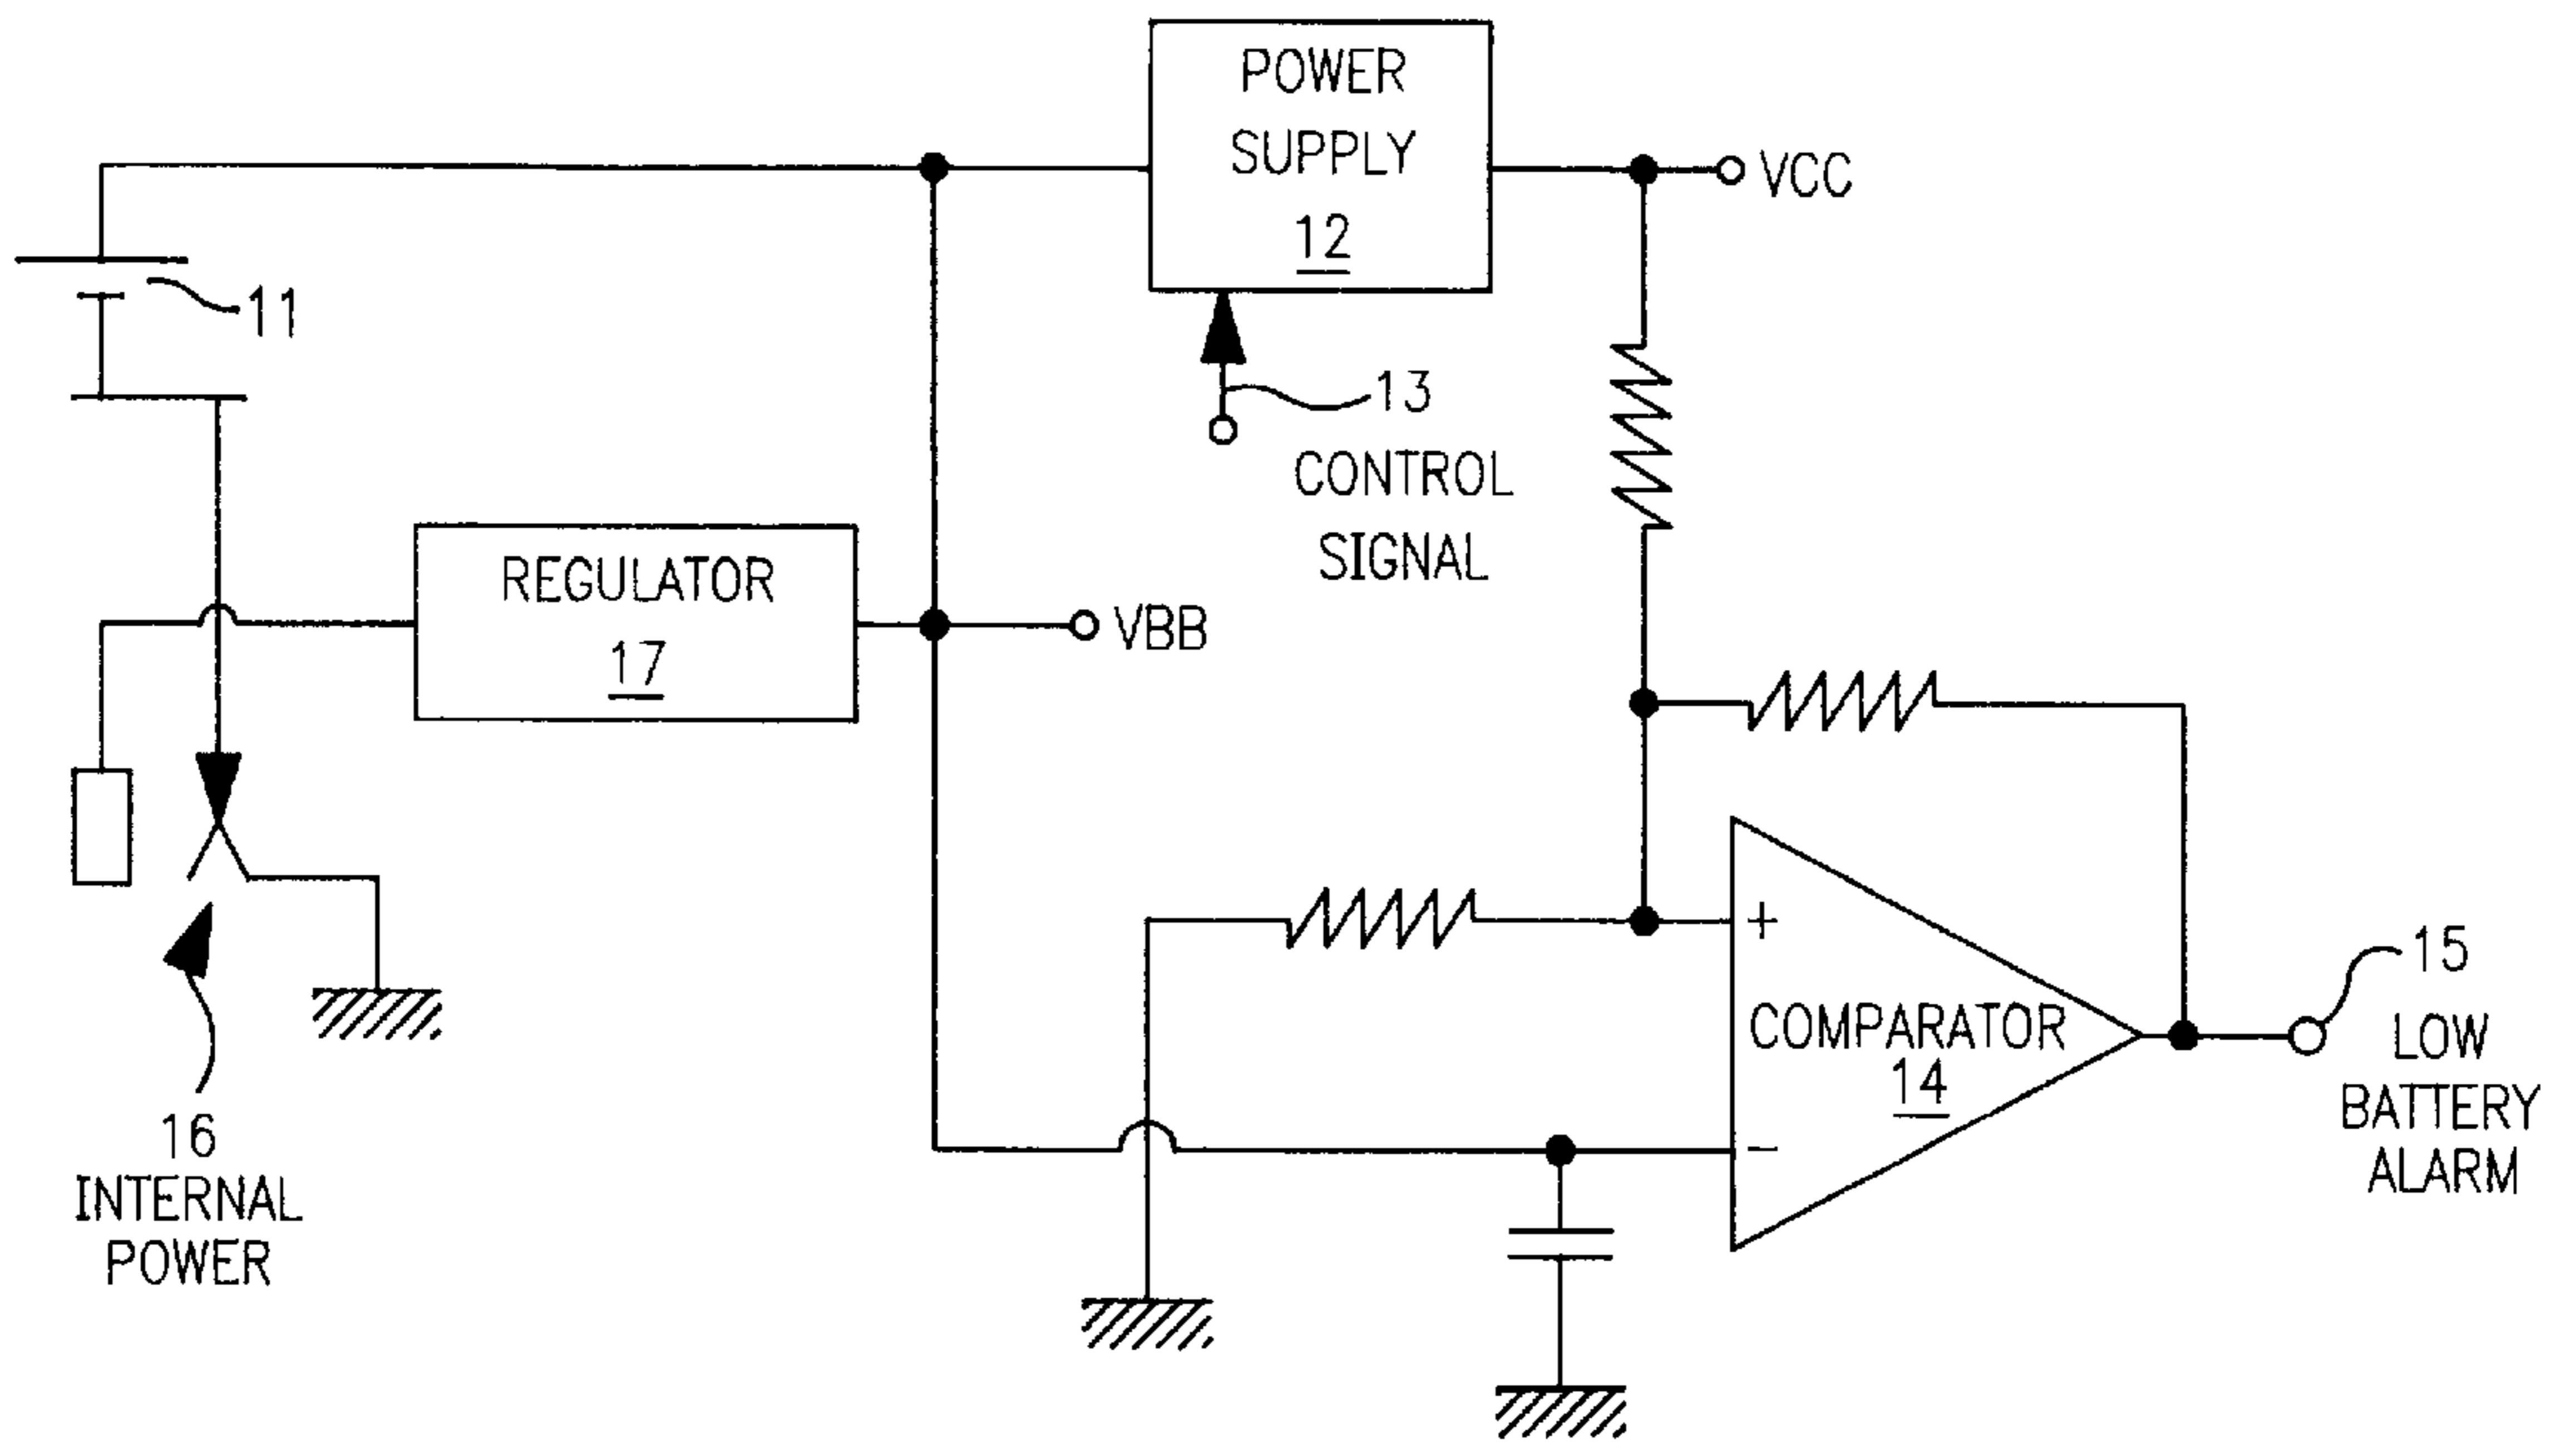 POWER
SUPPLY
12
VCC
11
13
CONTROL
SIGNAL
REGULATOR
17
VBB
+
COMPARATOR
14
-
15
LOW
BATTERY
ALARM
16
INTERNAL
POWER